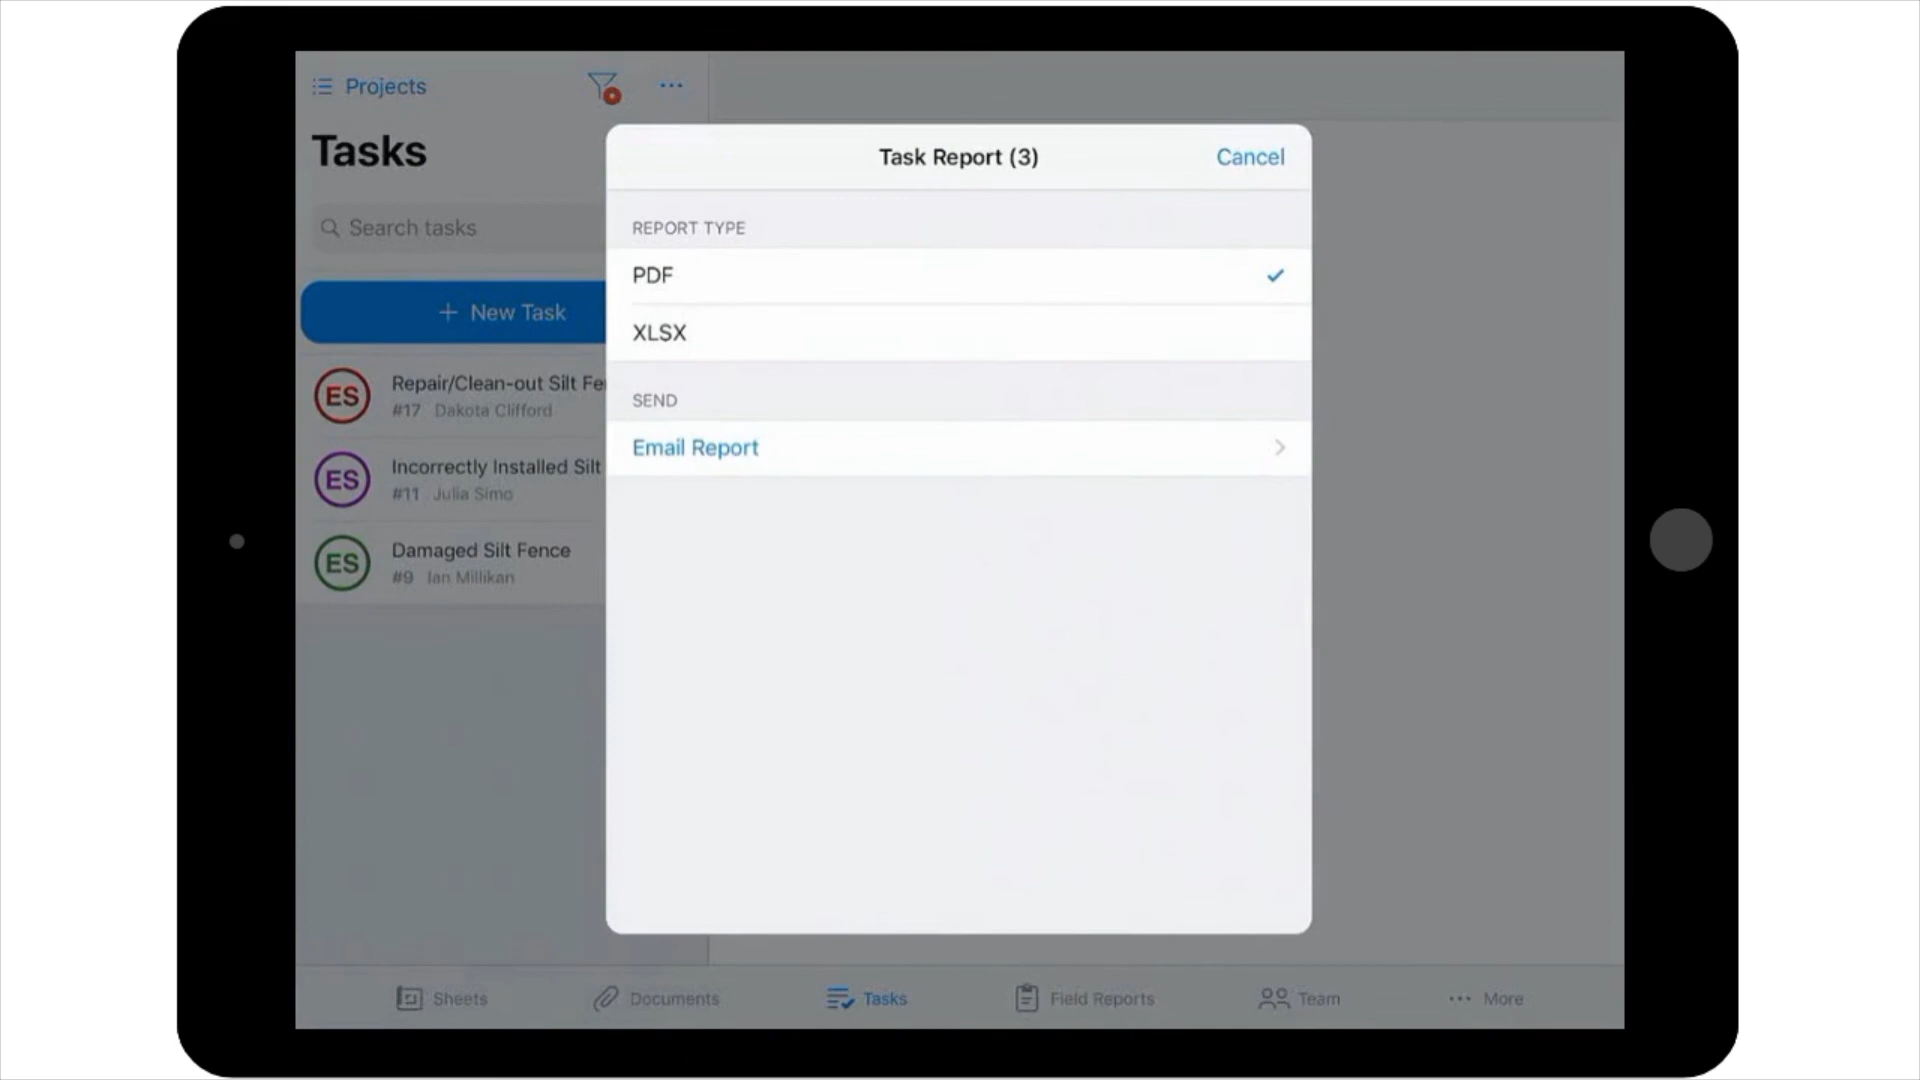 Projects
Tasks
Search tasks
+ New Task
ES
Repair/Clean-out Silt Fe
#17 Dakota Clifford
ES
Incorrectly Installed Silt
#11 Julia Simo
ES
Damaged Silt Fence
#9 Ian Millikan
Task Report (3)
Cancel
REPORT TYPE
PDF
XLSX
SEND
Email Report
Sheets
Documents
Tasks
Field Reports
Team
More